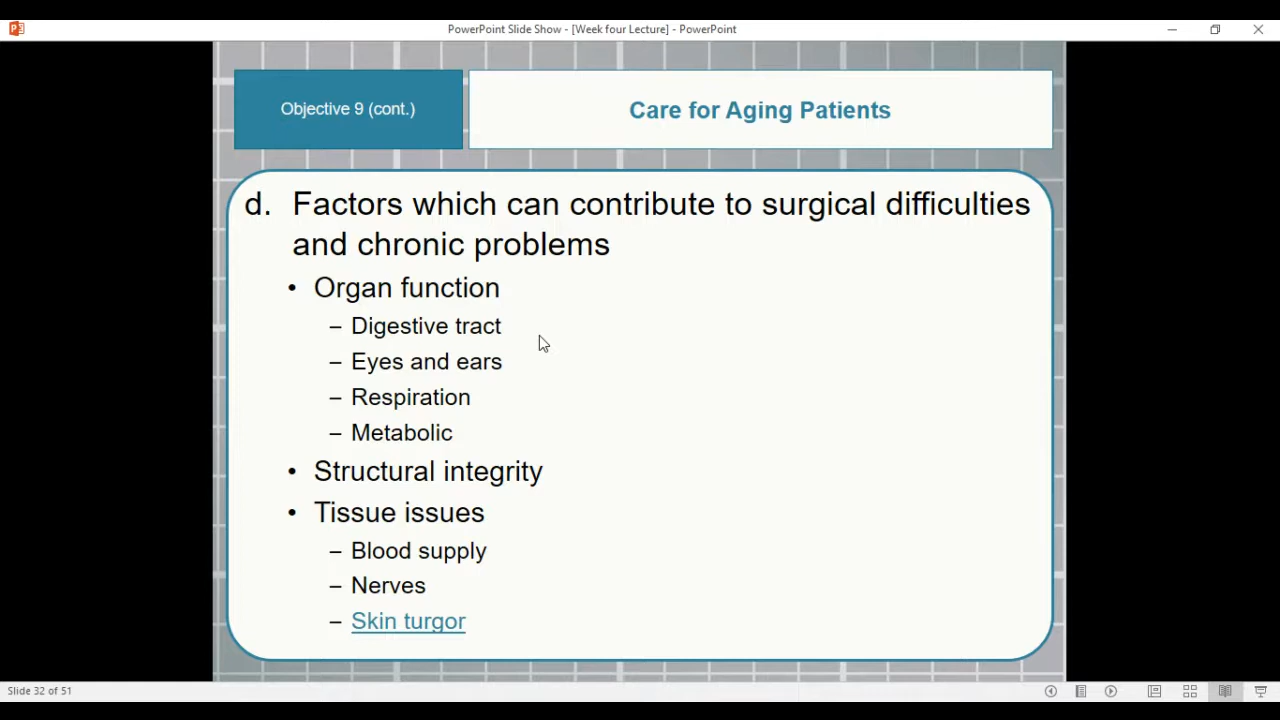 PowerPoint Slide Show - [Week four Lecture] - PowerPoint
Objective 9 (cont.)
Care for Aging Patients
d. Factors which can contribute to surgical difficulties
and chronic problems
• Organ function
– Digestive tract
– Eyes and ears
– Respiration
– Metabolic
• Structural integrity
• Tissue issues
– Blood supply
– Nerves
– Skin turgor
Slide 32 of 51